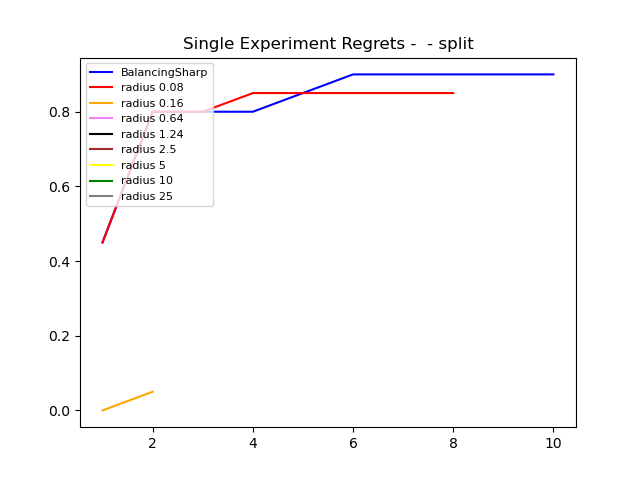 Single Experiment Regrets -  - split
BalancingSharp
radius 0.08
radius 0.16
radius 0.64
radius 1.24
radius 2.5
radius 5
radius 10
radius 25
0.8
0.6
0.4
0.2
0.0
2 4 6 8 10